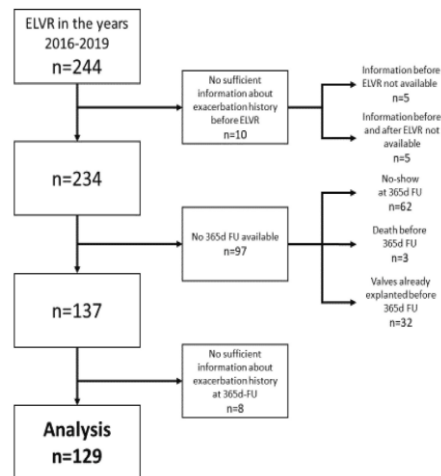 ELVR in the years
2016-2019
n=244
No sufficient
information about
exacerbation history
before ELVR
n=10
Information before
ELVR not available
n=5
Information before
and after ELVR not
available
n=5
n=234
No 365d FU available
n=97
No-show
at 365d FU
n=62
Death before
365d FU
n=3
Valves already
explanted before
365d FU
n=32
n=137
No sufficient
information about
exacerbation history
at 365d-FU
n=8
Analysis
n=129